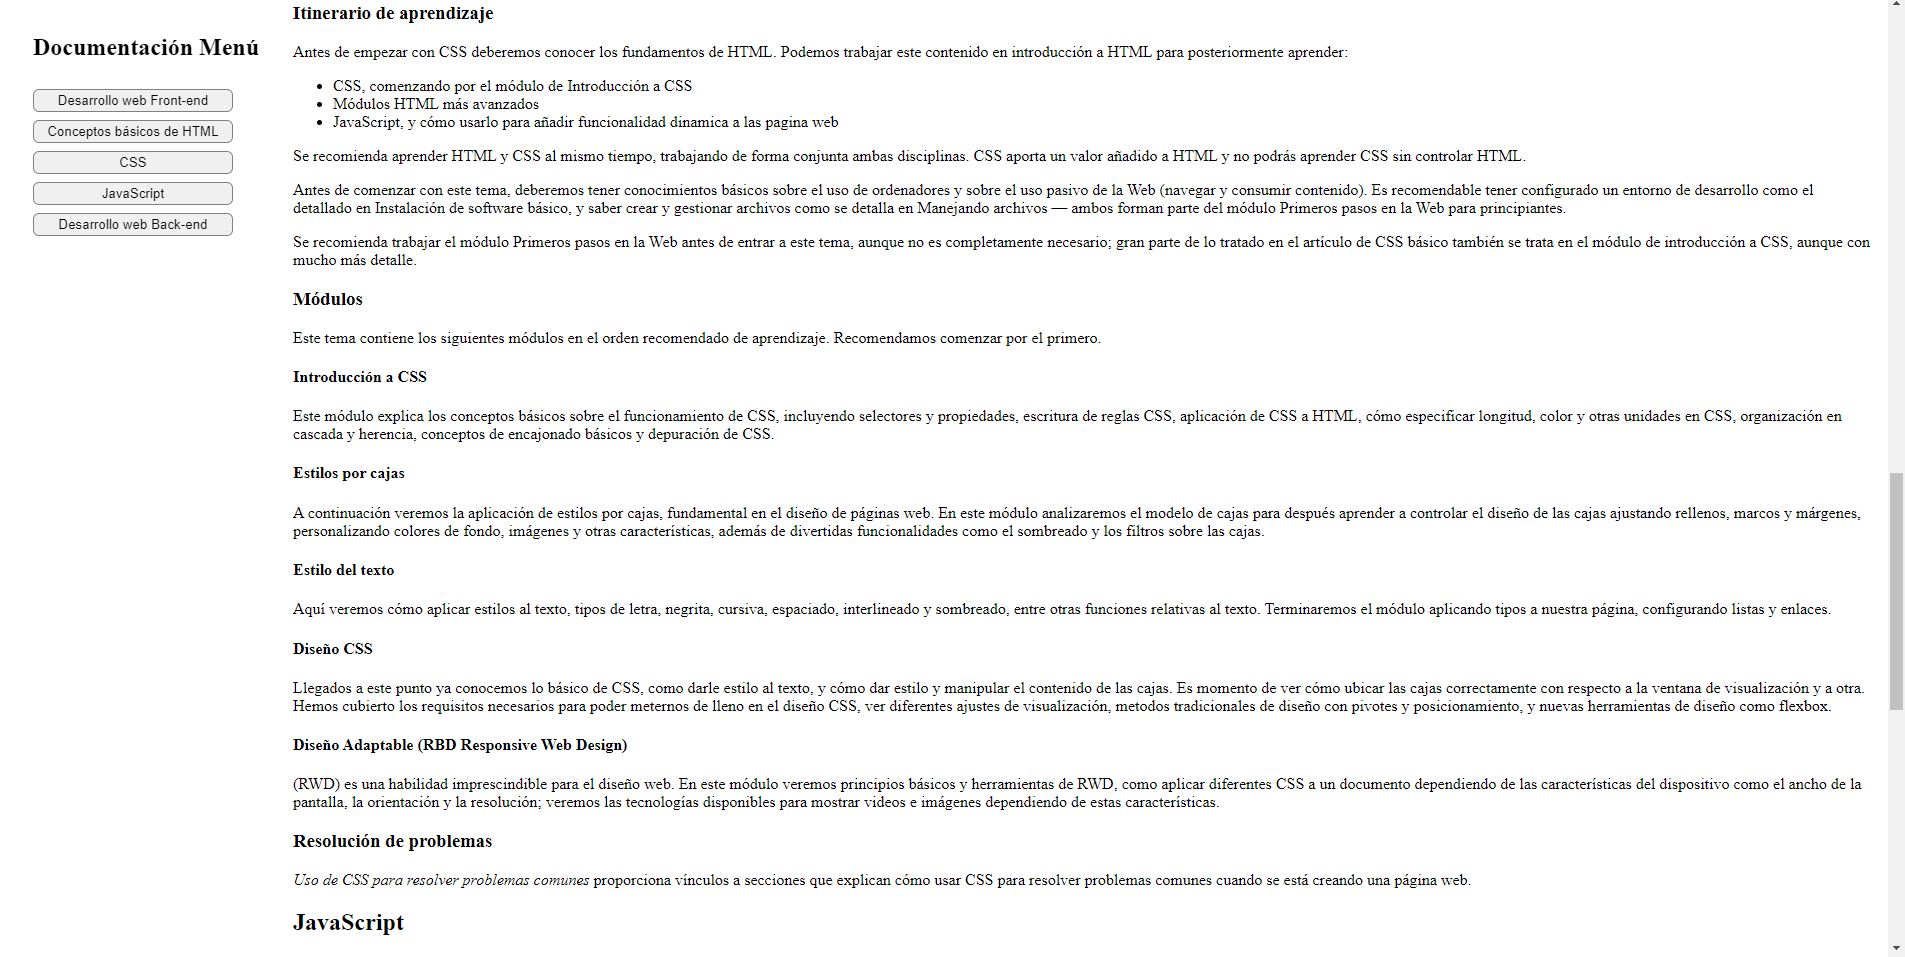 Documentación Menú
Desarrollo web Front-end
Conceptos básicos de HTML
CSS
JavaScript
Desarrollo web Back-end
Itinerario de aprendizaje
Antes de empezar con CSS deberemos conocer los fundamentos de HTML. Podemos trabajar este contenido en introducción a HTML para posteriormente aprender:
• CSS, comenzando por el módulo de Introducción a CSS
• Módulos HTML más avanzados
• JavaScript, y cómo usarlo para añadir funcionalidad dinamica a las pagina web
Se recomienda aprender HTML y CSS al mismo tiempo, trabajando de forma conjunta ambas disciplinas. CSS aporta un valor añadido a HTML y no podrás aprender CSS sin controlar HTML.
Antes de comenzar con este tema, deberemos tener conocimientos básicos sobre el uso de ordenadores y sobre el uso pasivo de la Web (navegar y consumir contenido). Es recomendable tener configurado un entorno de desarrollo como el
detallado en Instalación de software básico, y saber crear y gestionar archivos como se detalla en Manejando archivos — ambos forman parte del módulo Primeros pasos en la Web para principiantes.
Se recomienda trabajar el módulo Primeros pasos en la Web antes de entrar a este tema, aunque no es completamente necesario; gran parte de lo tratado en el artículo de CSS básico también se trata en el módulo de introducción a CSS, aunque con
mucho más detalle.
Módulos
Este tema contiene los siguientes módulos en el orden recomendado de aprendizaje. Recomendamos comenzar por el primero.
Introducción a CSS
Este módulo explica los conceptos básicos sobre el funcionamiento de CSS, incluyendo selectores y propiedades, escritura de reglas CSS, aplicación de CSS a HTML, cómo especificar longitud, color y otras unidades en CSS, organización en
cascada y herencia, conceptos de encajonado básicos y depuración de CSS.
Estilos por cajas
A continuación veremos la aplicación de estilos por cajas, fundamental en el diseño de páginas web. En este módulo analizaremos el modelo de cajas para después aprender a controlar el diseño de las cajas ajustando rellenos, marcos y márgenes,
personalizando colores de fondo, imágenes y otras características, además de divertidas funcionalidades como el sombreado y los filtros sobre las cajas.
Estilo del texto
Aquí veremos cómo aplicar estilos al texto, tipos de letra, negrita, cursiva, espaciado, interlineado y sombreado, entre otras funciones relativas al texto. Terminaremos el módulo aplicando tipos a nuestra página, configurando listas y enlaces.
Diseño CSS
Llegados a este punto ya conocemos lo básico de CSS, como darle estilo al texto, y cómo dar estilo y manipular el contenido de las cajas. Es momento de ver cómo ubicar las cajas correctamente con respecto a la ventana de visualización y a otra.
Hemos cubierto los requisitos necesarios para poder meternos de lleno en el diseño CSS, ver diferentes ajustes de visualización, metodos tradicionales de diseño con pivotes y posicionamiento, y nuevas herramientas de diseño como flexbox.
Diseño Adaptable (RBD Responsive Web Design)
(RWD) es una habilidad imprescindible para el diseño web. En este módulo veremos principios básicos y herramientas de RWD, como aplicar diferentes CSS a un documento dependiendo de las características del dispositivo como el ancho de la
pantalla, la orientación y la resolución; veremos las tecnologías disponibles para mostrar videos e imágenes dependiendo de estas características.
Resolución de problemas
Uso de CSS para resolver problemas comunes proporciona vínculos a secciones que explican cómo usar CSS para resolver problemas comunes cuando se está creando una página web.
JavaScript